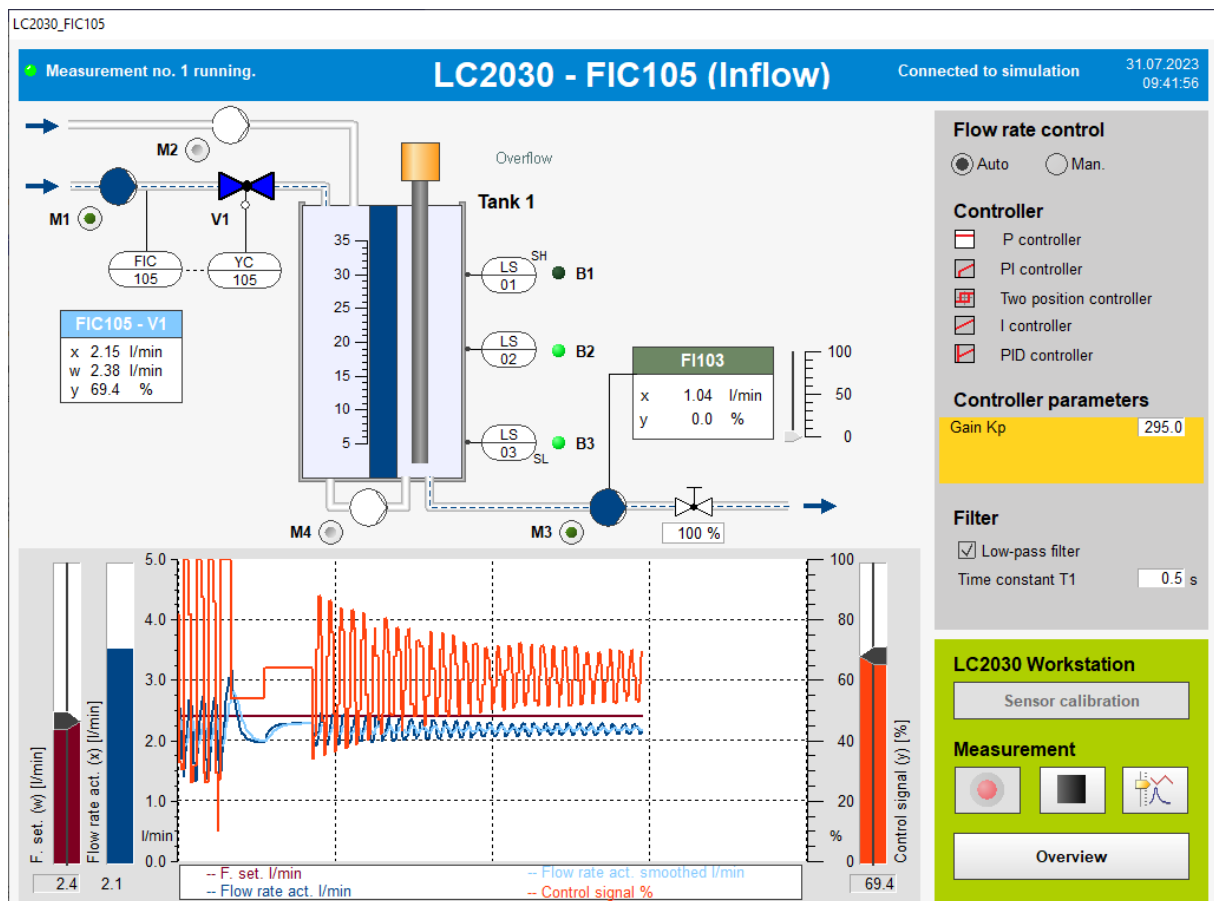 LC2030_FIC105
Measurement no. 1 running.
LC2030 - FIC105 (Inflow)
Connected to simulation
31.07.2023
09:41:56
M2
Overflow
M1
V1
Tank 1
FIC
105
YC
105
35
30
25
20
15
10
5
LS
01
SH
B1
LS
02
B2
LS
03
SL
B3
FIC105 - V1
x 2.15 l/min
w 2.38 l/min
y 69.4 %
FI103
x 1.04 l/min
y 0.0 %
100
50
0
M4
M3
100 %
Flow rate control
Auto
Man.
Controller
P controller
PI controller
Two position controller
I controller
PID controller
Controller parameters
Gain Kp 295.0
Filter
Low-pass filter
Time constant T1 0.5 s
LC2030 Workstation
Sensor calibration
Measurement
Overview
F. set. (w) [l/min]
2.4
Flow rate act. (x) [l/min]
2.1
5.0
4.0
3.0
2.0
1.0
l/min
0.0
100
80
60
40
20
%
0
Control signal (y) [%]
69.4
-- F. set. l/min
-- Flow rate act. smoothed l/min
-- Flow rate act. l/min
-- Control signal %